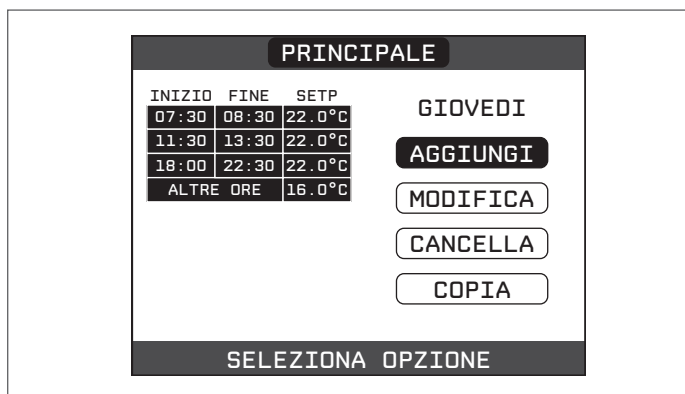 PRINCIPALE
INIZIO FINE SETP
07:30 08:30 22.0°C
11:30 13:30 22.0°C
18:00 22:30 22.0°C
ALTRE ORE 16.0°C
GIOVEDI
AGGIUNGI
MODIFICA
CANCELLA
COPIA
SELEZIONA OPZIONE